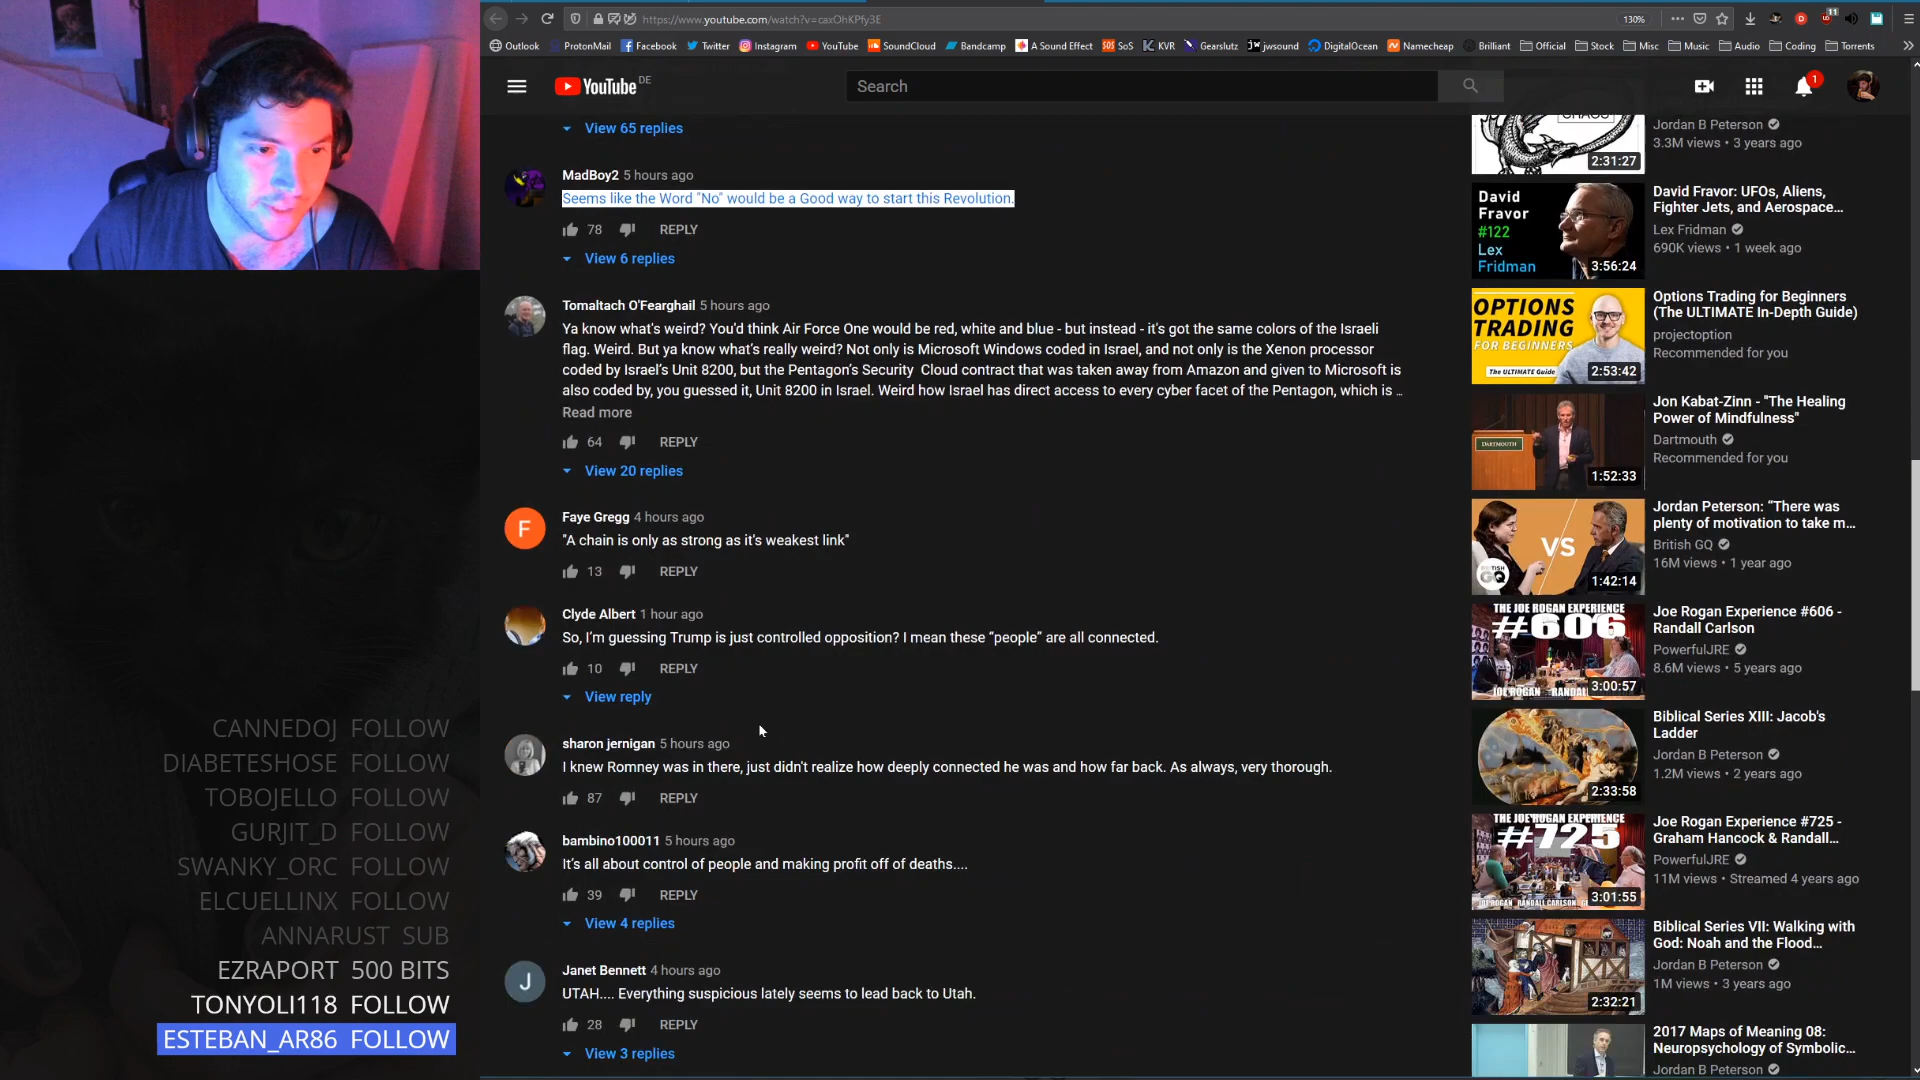 https://www.youtube.com/watch?v=caxOhKPfy3E
130%
11
Outlook ProtonMail Facebook Twitter Instagram YouTube SoundCloud Bandcamp A Sound Effect SoS KVR Gearslutz jwsound DigitalOcean Namecheap Brilliant Official Stock Misc Music Audio Coding Torrents
YouTube DE
Search
1
View 65 replies
MadBoy2 5 hours ago
Seems like the Word "No" would be a Good way to start this Revolution.
78 REPLY
View 6 replies
Tomaltach O'Fearghail 5 hours ago
Ya know what's weird? You'd think Air Force One would be red, white and blue - but instead - it's got the same colors of the Israeli
flag. Weird. But ya know what's really weird? Not only is Microsoft Windows coded in Israel, and not only is the Xenon processor
coded by Israel's Unit 8200, but the Pentagon's Security Cloud contract that was taken away from Amazon and given to Microsoft is
also coded by, you guessed it, Unit 8200 in Israel. Weird how Israel has direct access to every cyber facet of the Pentagon, which is ...
Read more
64 REPLY
View 20 replies
Faye Gregg 4 hours ago
F
"A chain is only as strong as it's weakest link"
13 REPLY
Clyde Albert 1 hour ago
So, I'm guessing Trump is just controlled opposition? I mean these “people” are all connected.
10 REPLY
View reply
sharon jernigan 5 hours ago
I knew Romney was in there, just didn't realize how deeply connected he was and how far back. As always, very thorough.
87 REPLY
bambino100011 5 hours ago
It's all about control of people and making profit off of deaths....
39 REPLY
View 4 replies
Janet Bennett 4 hours ago
J
UTAH.... Everything suspicious lately seems to lead back to Utah.
28 REPLY
View 3 replies
CHAOS
2:31:27
Jordan B Peterson
3.3M views • 3 years ago
David
Fravor
#122
Lex
Fridman
3:56:24
David Fravor: UFOs, Aliens,
Fighter Jets, and Aerospace...
Lex Fridman
690K views • 1 week ago
OPTIONS
TRADING
FOR BEGINNERS
The ULTIMATE Guide
2:53:42
Options Trading for Beginners
(The ULTIMATE In-Depth Guide)
projectoption
Recommended for you
DARTMOUTH
1:52:33
Jon Kabat-Zinn - "The Healing
Power of Mindfulness"
Dartmouth
Recommended for you
VS
BRITISH
GQ
1:42:14
Jordan Peterson: “There was
plenty of motivation to take m...
British GQ
16M views • 1 year ago
THE JOE ROGAN EXPERIENCE
#606
JOE ROGAN
3:00:57
Joe Rogan Experience #606 -
Randall Carlson
PowerfulJRE
8.6M views • 5 years ago
2:33:58
Biblical Series XIII: Jacob's
Ladder
Jordan B Peterson
1.2M views • 2 years ago
THE JOE ROGAN EXPERIENCE
#725
3:01:55
Joe Rogan Experience #725 -
Graham Hancock & Randall...
PowerfulJRE
11M views • Streamed 4 years ago
2:32:21
Biblical Series VII: Walking with
God: Noah and the Flood...
Jordan B Peterson
1M views • 3 years ago
2017 Maps of Meaning 08:
Neuropsychology of Symbolic...
Jordan B Peterson
CANNEDOJ FOLLOW
DIABETESHOSE FOLLOW
TOBOJELLO FOLLOW
GURJIT_D FOLLOW
SWANKY_ORC FOLLOW
ELCUELLINX FOLLOW
ANNARUST SUB
EZRAPORT 500 BITS
TONYOLI118 FOLLOW
ESTEBAN_AR86 FOLLOW